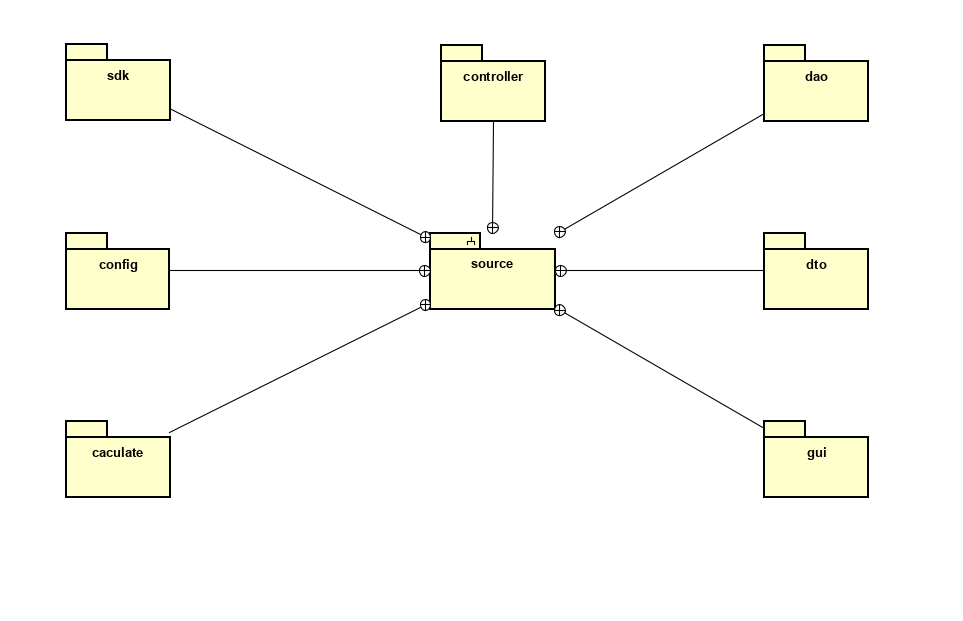 sdk
controller
dao
config
source
dto
caculate
gui